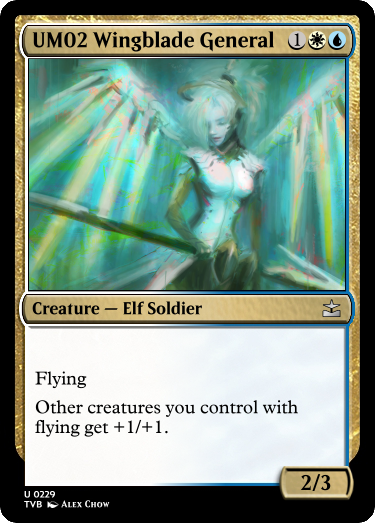 UM02 Wingblade General 1
Creature — Elf Soldier
Flying
Other creatures you control with
flying get +1/+1.
2/3
U 0229
TVB Alex Chow